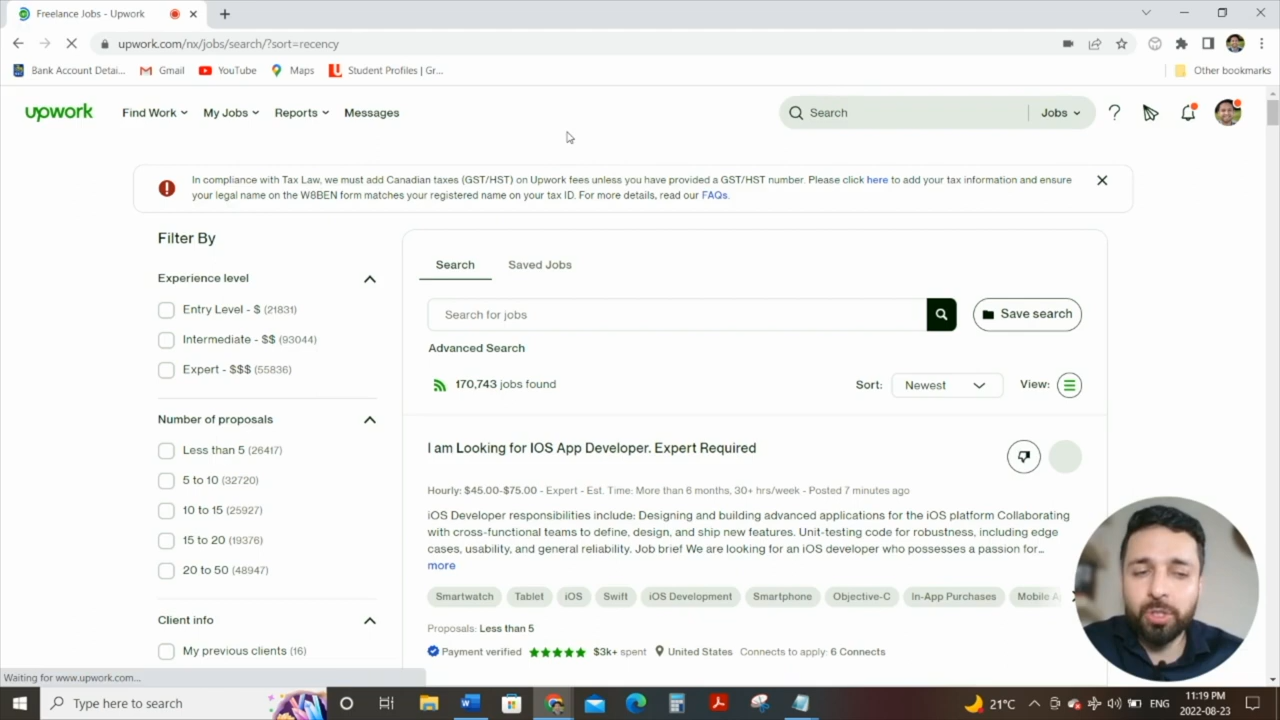 Freelance Jobs - Upwork
upwork.com/nx/jobs/search/?sort=recency
Bank Account Detai... Gmail YouTube Maps Student Profiles | Gr... Other bookmarks
upwork Find Work My Jobs Reports Messages Search Jobs ?
In compliance with Tax Law, we must add Canadian taxes (GST/HST) on Upwork fees unless you have provided a GST/HST number. Please click here to add your tax information and ensure
your legal name on the W8BEN form matches your registered name on your tax ID. For more details, read our FAQs.
Filter By
Experience level
Entry Level - $ (21831)
Intermediate - $$ (93044)
Expert - $$$ (55836)
Number of proposals
Less than 5 (26417)
5 to 10 (32720)
10 to 15 (25927)
15 to 20 (19376)
20 to 50 (48947)
Client info
My previous clients (16)
Search Saved Jobs
Search for jobs Save search
Advanced Search
170,743 jobs found Sort: Newest View:
I am Looking for IOS App Developer. Expert Required
Hourly: $45.00-$75.00 - Expert - Est. Time: More than 6 months, 30+ hrs/week - Posted 7 minutes ago
iOS Developer responsibilities include: Designing and building advanced applications for the iOS platform Collaborating
with cross-functional teams to define, design, and ship new features. Unit-testing code for robustness, including edge
cases, usability, and general reliability. Job brief We are looking for an iOS developer who possesses a passion for...
more
Smartwatch Tablet iOS Swift iOS Development Smartphone Objective-C In-App Purchases Mobile A
Proposals: Less than 5
Payment verified $3k+ spent United States Connects to apply: 6 Connects
Waiting for www.upwork.com...
Type here to search 21°C ENG 11:19 PM
2022-08-23